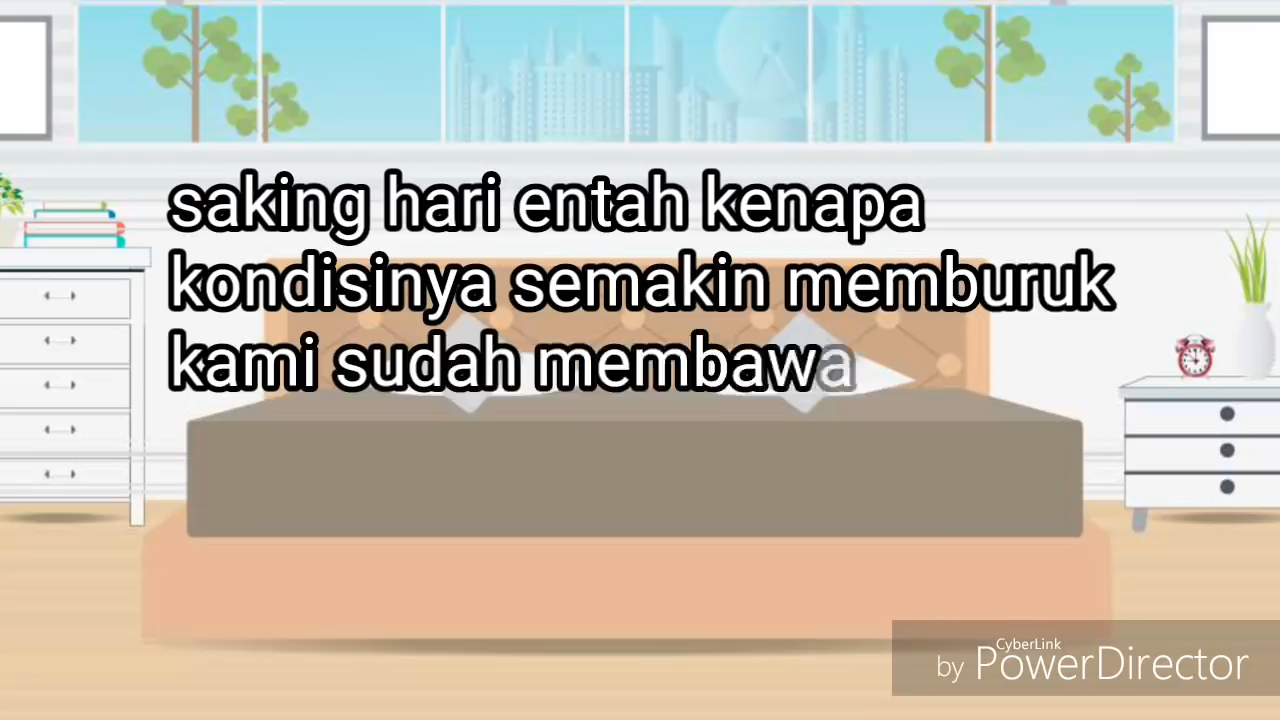 saking hari entah kenapa
kondisinya semakin memburuk
kami sudah membawa
CyberLink
by PowerDirector